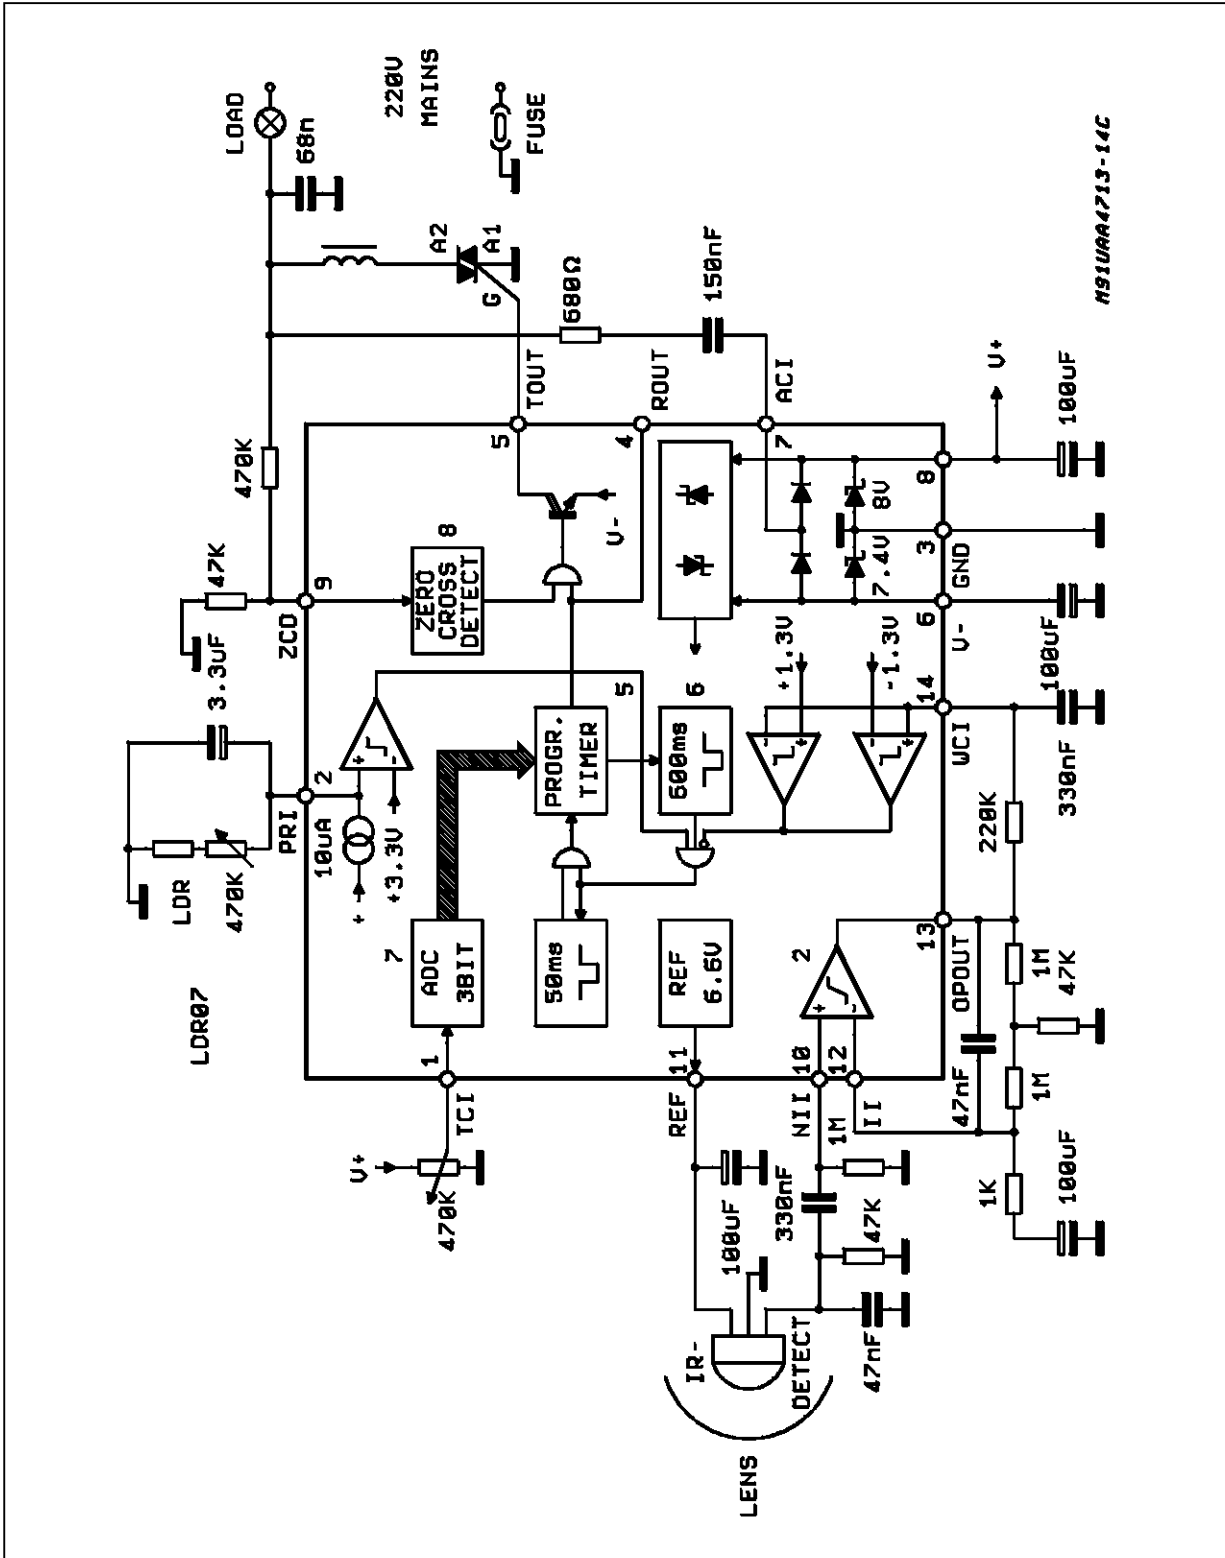 LOAD
68n
220V
MAINS
FUSE
A2
A1
G
680Ω
150nF
M91UAA4713-14C
470K
47K
3.3uF
LDR
470K
LDR07
TOUT
ROUT
ACI
5
4
7
ZCD
9
ZERO
CROSS
DETECT
8
V-
PRI
2
10uA
+
+3.3V
+
-
PROGR.
TIMER
5
600ms
6
7.4V
8V
8
3
6
GND
V-
V+
100uF
100uF
+1.3V
-1.3V
-
+
-
+
14
WCI
330nF
220K
7
ADC
3BIT
50ms
REF
6.6V
2
+
-
13
OPOUT
1M
47K
47nF
1M
1
TCI
V+
470K
11
REF
10
NII
12
II
1M
100uF
330nF
47K
1K
100uF
IR-
DETECT
47nF
LENS